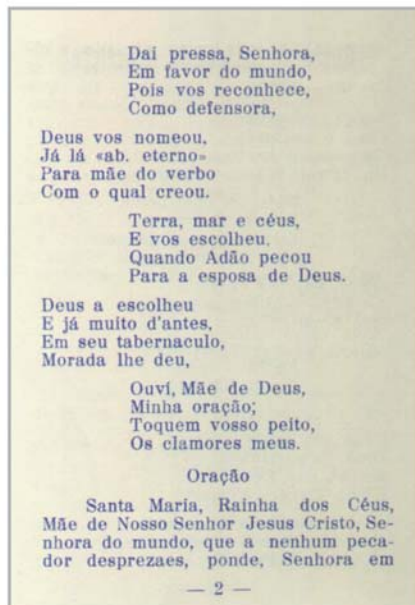 Dai pressa, Senhora,
Em favor do mundo,
Pois vos reconhece,
Como defensora,
Deus vos nomeou,
Já lá «ab. eterno»
Para mãe do verbo
Com o qual creou.
Terra, mar e céus,
E vos escolheu,
Quando Adão pecou
Para a esposa de Deus.
Deus a escolheu
E já muito d'antes,
Em seu tabernaculo,
Morada lhe deu,
Ouví, Mãe de Deus,
Minha oração;
Toquem vosso peito,
Os clamores meus.
Oração
Santa Maria, Rainha dos Céus,
Mãe de Nosso Senhor Jesus Cristo, Se-
nhora do mundo, que a nenhum peca-
dor desprezaes, ponde, Senhora em
— 2 —